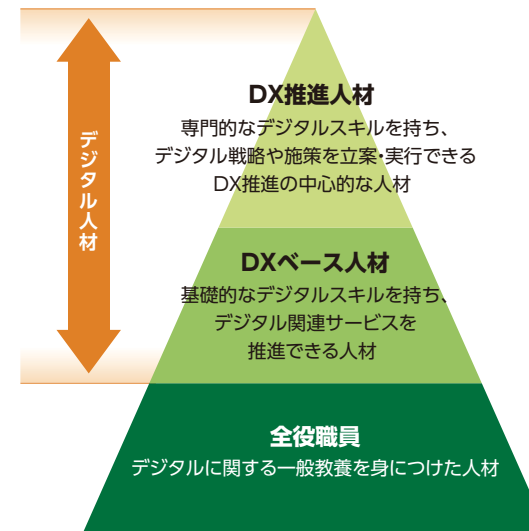 デジタル人材
DX推進人材
専門的なデジタルスキルを持ち、
デジタル戦略や施策を立案・実行できる
DX推進の中心的な人材
DXベース人材
基礎的なデジタルスキルを持ち、
デジタル関連サービスを
推進できる人材
全役職員
デジタルに関する一般教養を身につけた人材